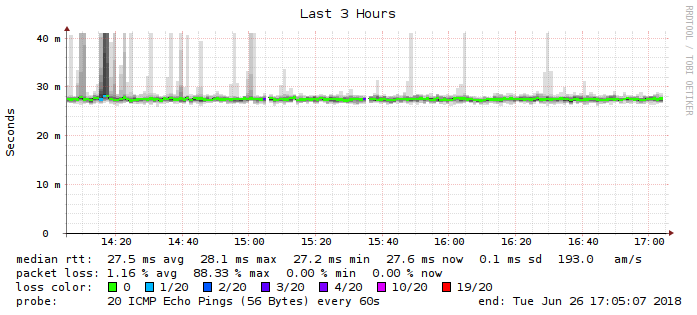 Last 3 Hours
RRDTOOL / TOBI OETIKER
Seconds
40 m
30 m
20 m
10 m
0
14:20 14:40 15:00 15:20 15:40 16:00 16:20 16:40 17:00
median rtt: 27.5 ms avg 28.1 ms max 27.2 ms min 27.6 ms now 0.1 ms sd 193.0 am/s
packet loss: 1.16 % avg 88.33 % max 0.00 % min 0.00 % now
loss color: 0 1/20 2/20 3/20 4/20 10/20 19/20
probe: 20 ICMP Echo Pings (56 Bytes) every 60s end: Tue Jun 26 17:05:07 2018